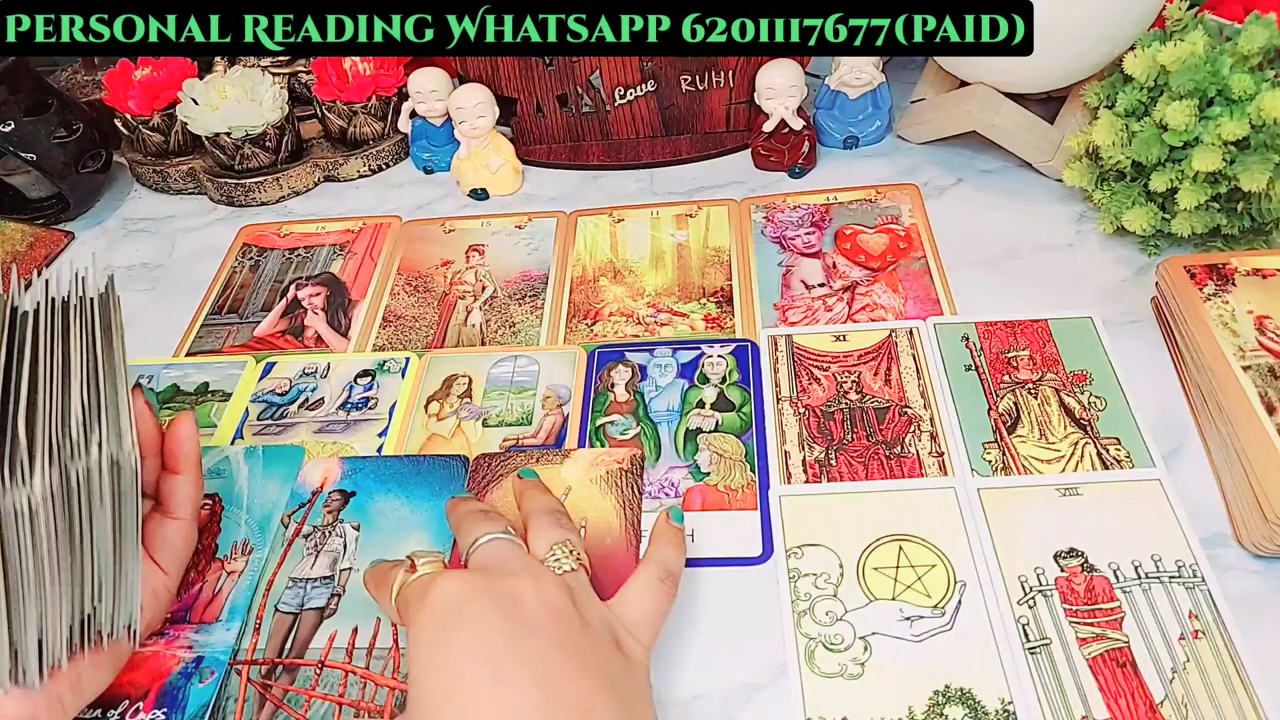 PERSONAL READING WHATSAPP 6201117677(PAID)
Love RUHI
18
15
11
44
XI
VIII
Queen of Cups